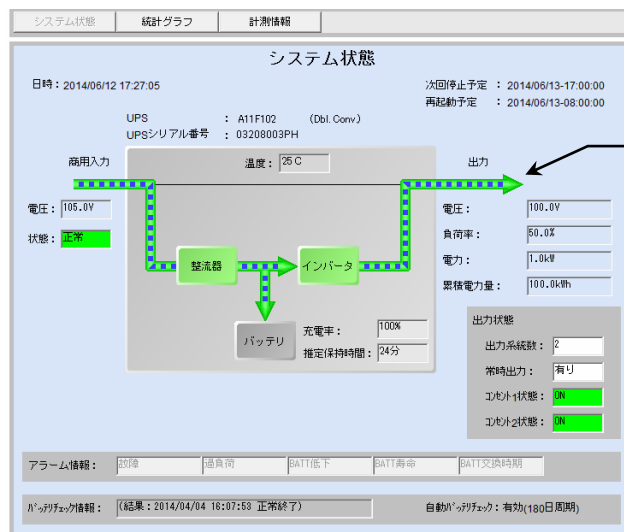 システム状態 統計グラフ 計測情報
システム状態
日時：2014/06/12 17:27:05
次回停止予定 ： 2014/06/13-17:00:00
再起動予定 ： 2014/06/13-08:00:00
UPS ： A11F102 (Dbl. Conv.)
UPSシリアル番号 ： 03208003PH
商用入力
温度： 25 C
出力
電圧： 105.0V
状態： 正常
電圧： 100.0V
負荷率： 50.0%
電力： 1.0kW
累積電力量： 100.0kWh
整流器
インバータ
バッテリ
充電率： 100%
推定保持時間： 24分
出力状態
出力系統数： 2
常時出力： 有り
ｺﾝｾﾝﾄ1状態： ON
ｺﾝｾﾝﾄ2状態： ON
アラーム情報： 故障 過負荷 BATT低下 BATT寿命 BATT交換時期
ﾊﾞｯﾃﾘﾁｪｯｸ情報： (結果：2014/04/04 16:07:53 正常終了)
自動ﾊﾞｯﾃﾘﾁｪｯｸ：有効(180日周期)